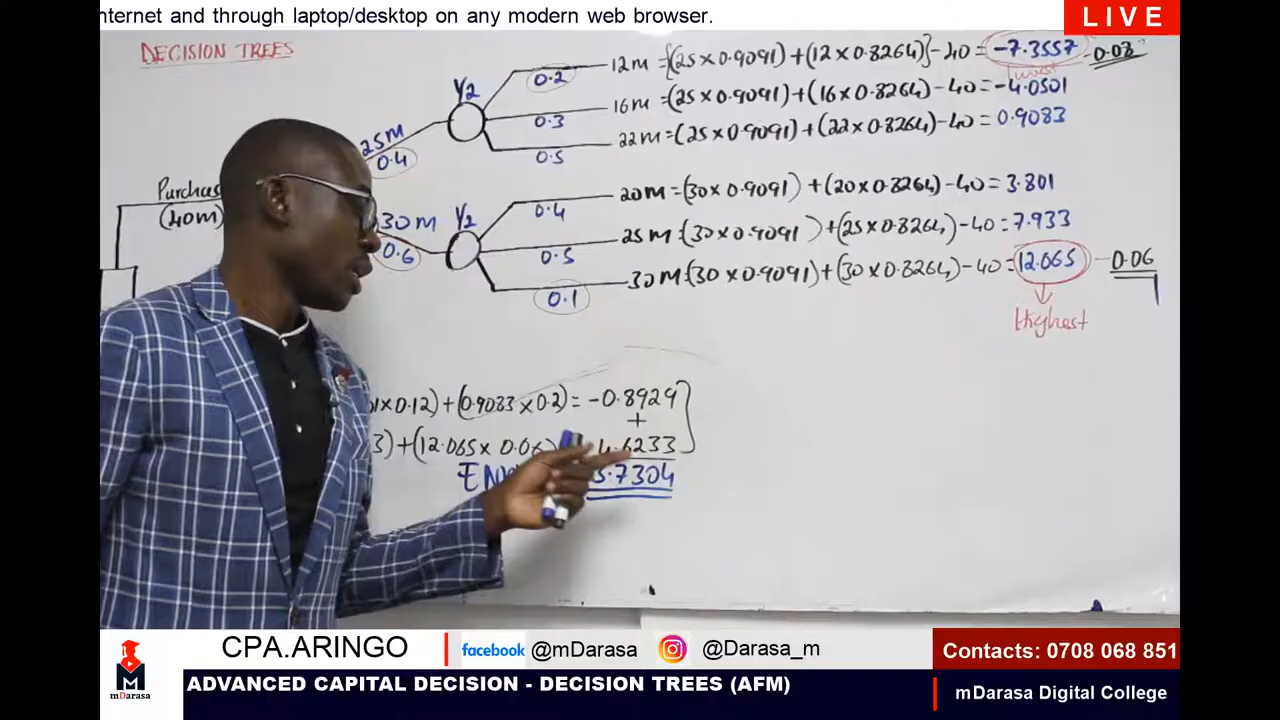 nternet and through laptop/desktop on any modern web browser.
LIVE
DECISION TREES
12m = {(25 x 0.9091) + (12 x 0.8264)} - 40 = -7.3557 - 0.08
worst
0.2
Y2
16m = (25 x 0.9091) + (16 x 0.8264) - 40 = -4.0501
0.3
22m = (25 x 0.9091) + (22 x 0.8264) - 40 = 0.9083
0.5
25M
0.4
Purchas
(40m)
30M
0.6
Y2
20M = (30 x 0.9091) + (20 x 0.8264) - 40 = 3.801
0.4
25M: (30 x 0.9091) + (25 x 0.8264) - 40 = 7.933
0.5
30M: (30 x 0.9091) + (30 x 0.8264) - 40 = 12.065 - 0.06
0.1
Highest
x 0.12) + (0.9083 x 0.2) = -0.8929
+
3) + (12.065 x 0.06 4.6233
EN 3.7304
CPA.ARINGO
facebook @mDarasa
@Darasa_m
Contacts: 0708 068 851
mDarasa
ADVANCED CAPITAL DECISION - DECISION TREES (AFM)
mDarasa Digital College